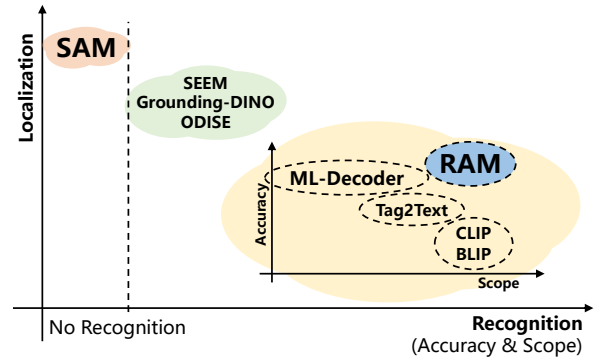 Localization
SAM
SEEM
Grounding-DINO
ODISE
Accuracy
ML-Decoder
RAM
Tag2Text
CLIP
BLIP
Scope
No Recognition
Recognition
(Accuracy & Scope)